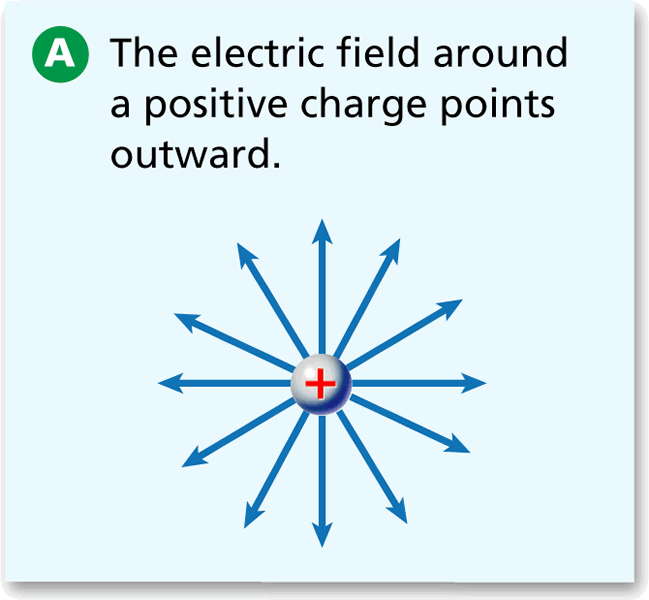 A The electric field around
a positive charge points
outward.
+